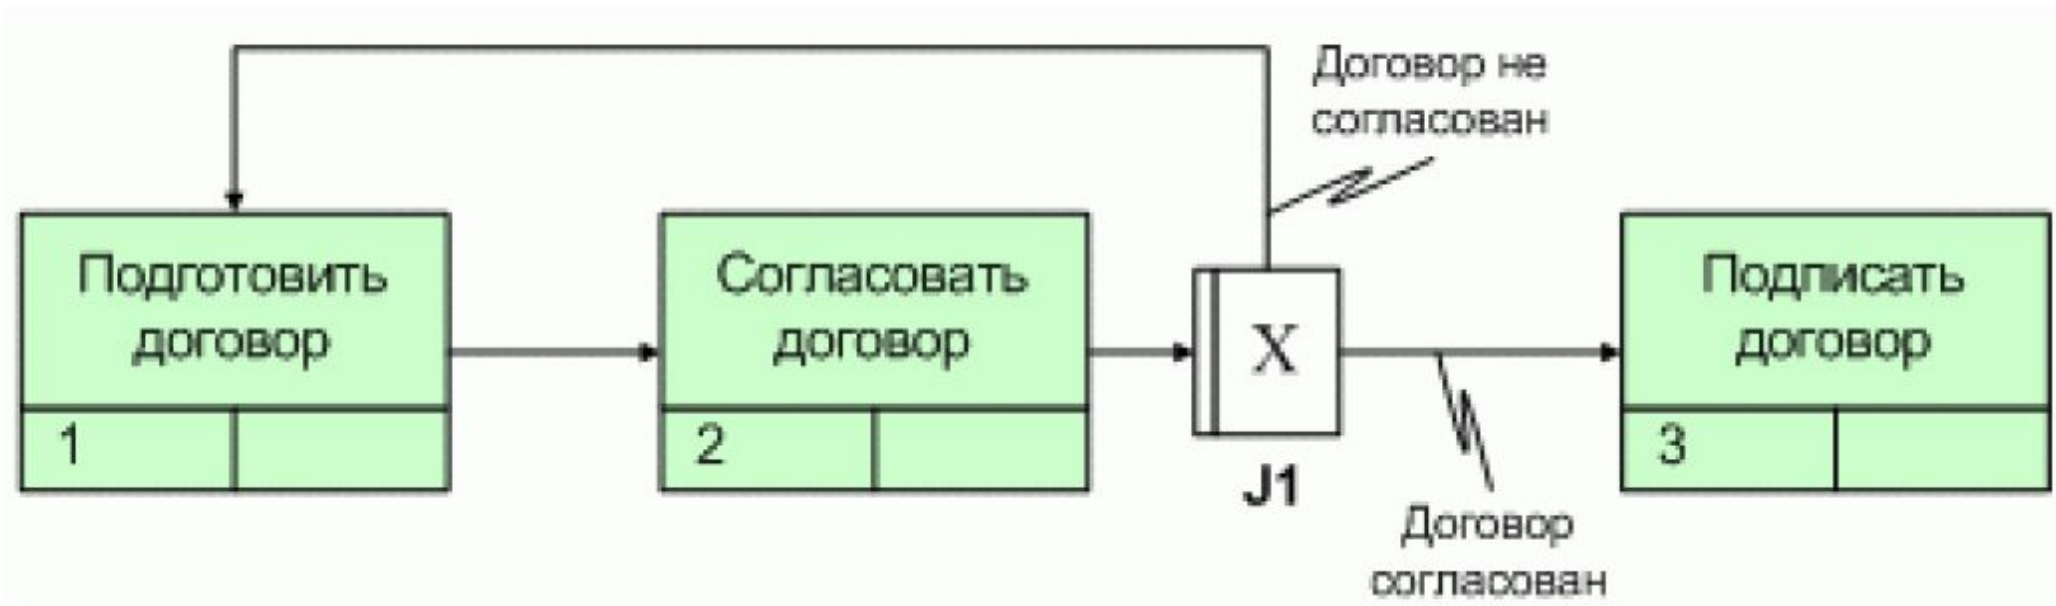 Договор не
согласован
Подготовить
договор
1
Согласовать
договор
2
X
J1
Договор
согласован
Подписать
договор
3